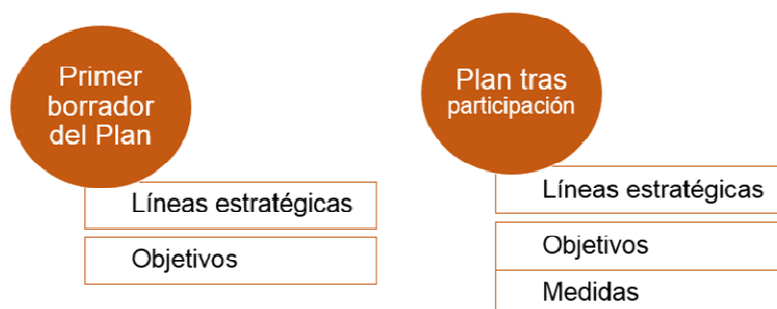 Primer
borrador
del Plan
Líneas estratégicas
Objetivos
Plan tras
participación
Líneas estratégicas
Objetivos
Medidas